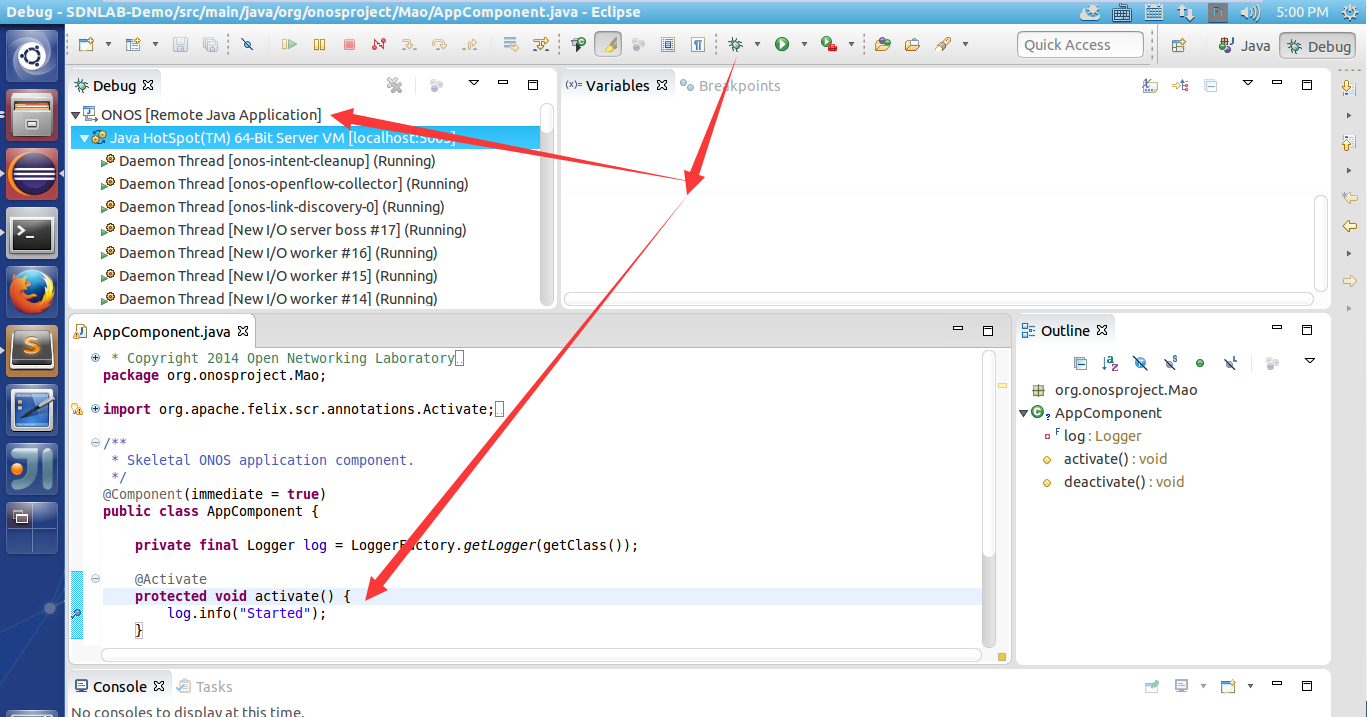 Debug - SDNLAB-Demo/src/main/java/org/onosproject/Mao/AppComponent.java - Eclipse
5:00 PM
Quick Access
Java
Debug
Debug
ONOS [Remote Java Application]
Java HotSpot(TM) 64-Bit Server VM [localhost:5005]
Daemon Thread [onos-intent-cleanup] (Running)
Daemon Thread [onos-openflow-collector] (Running)
Daemon Thread [onos-link-discovery-0] (Running)
Daemon Thread [New I/O server boss #17] (Running)
Daemon Thread [New I/O worker #16] (Running)
Daemon Thread [New I/O worker #15] (Running)
Daemon Thread [New I/O worker #14] (Running)
(x)= Variables
Breakpoints
AppComponent.java
* Copyright 2014 Open Networking Laboratory
package org.onosproject.Mao;
import org.apache.felix.scr.annotations.Activate;
/**
* Skeletal ONOS application component.
*/
@Component(immediate = true)
public class AppComponent {
private final Logger log = LoggerFactory.getLogger(getClass());
@Activate
protected void activate() {
log.info("Started");
}
Outline
org.onosproject.Mao
AppComponent
log : Logger
activate() : void
deactivate() : void
Console
Tasks
No consoles to display at this time.